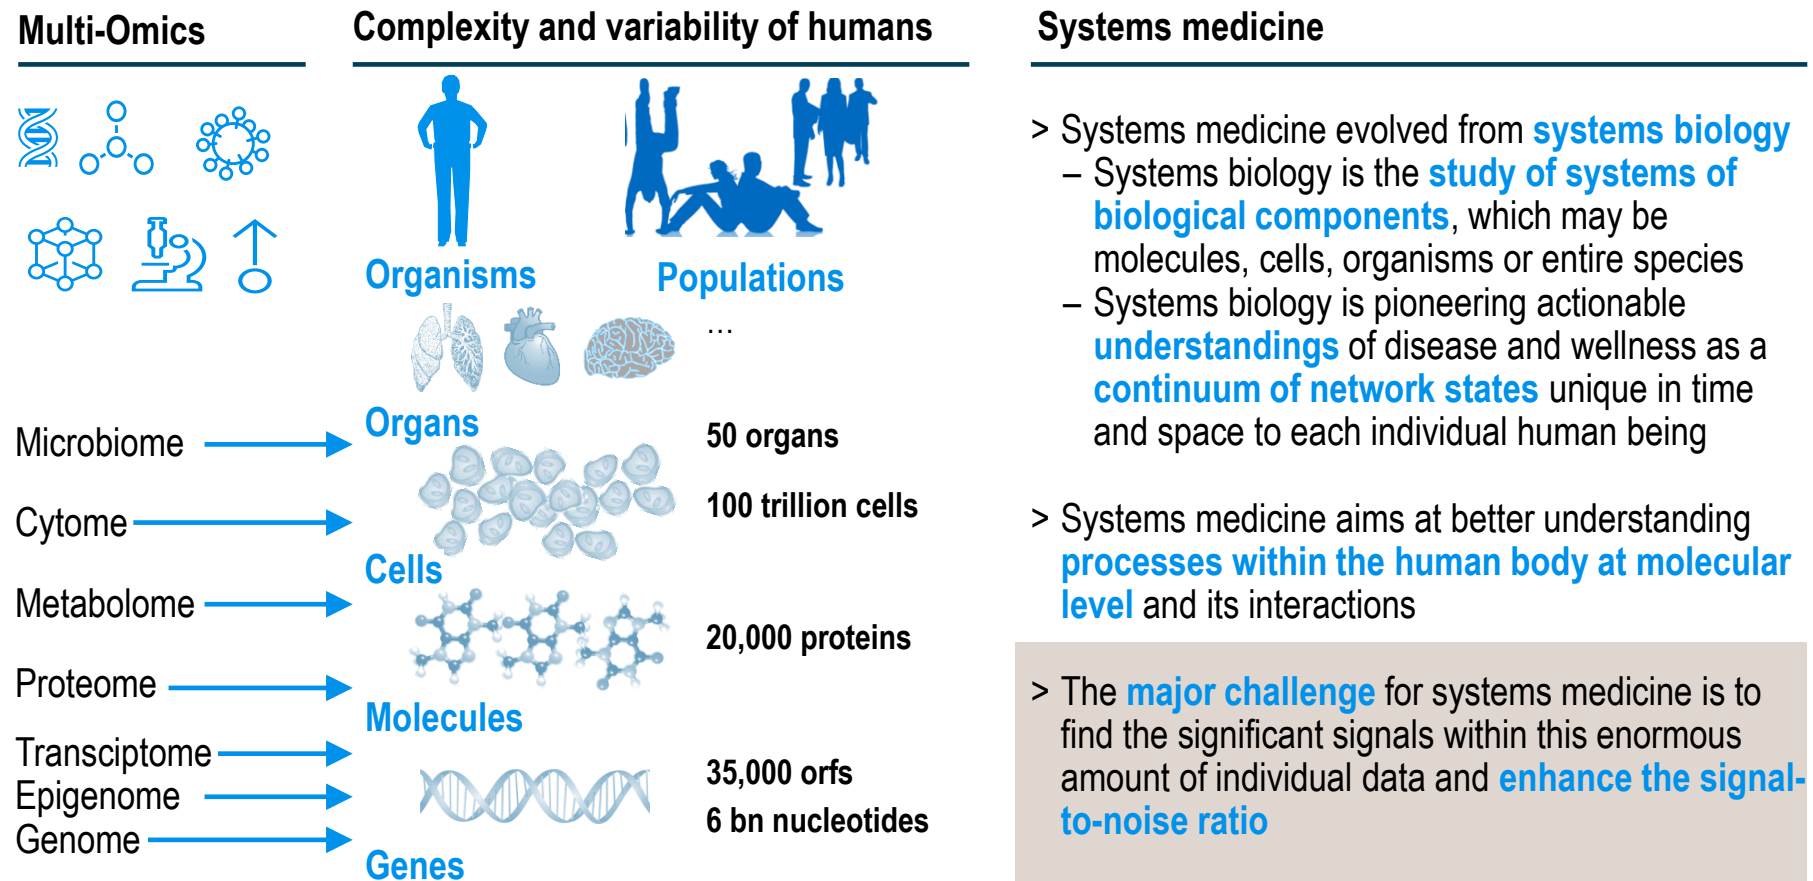 Multi-Omics
Complexity and variability of humans
Systems medicine
Organisms
Populations
...
Organs
50 organs
Microbiome
100 trillion cells
Cytome
Cells
Metabolome
20,000 proteins
Proteome
Molecules
Transciptome
35,000 orfs
Epigenome
6 bn nucleotides
Genome
Genes
> Systems medicine evolved from systems biology
– Systems biology is the study of systems of
biological components, which may be
molecules, cells, organisms or entire species
– Systems biology is pioneering actionable
understandings of disease and wellness as a
continuum of network states unique in time
and space to each individual human being
> Systems medicine aims at better understanding
processes within the human body at molecular
level and its interactions
> The major challenge for systems medicine is to
find the significant signals within this enormous
amount of individual data and enhance the signal-
to-noise ratio